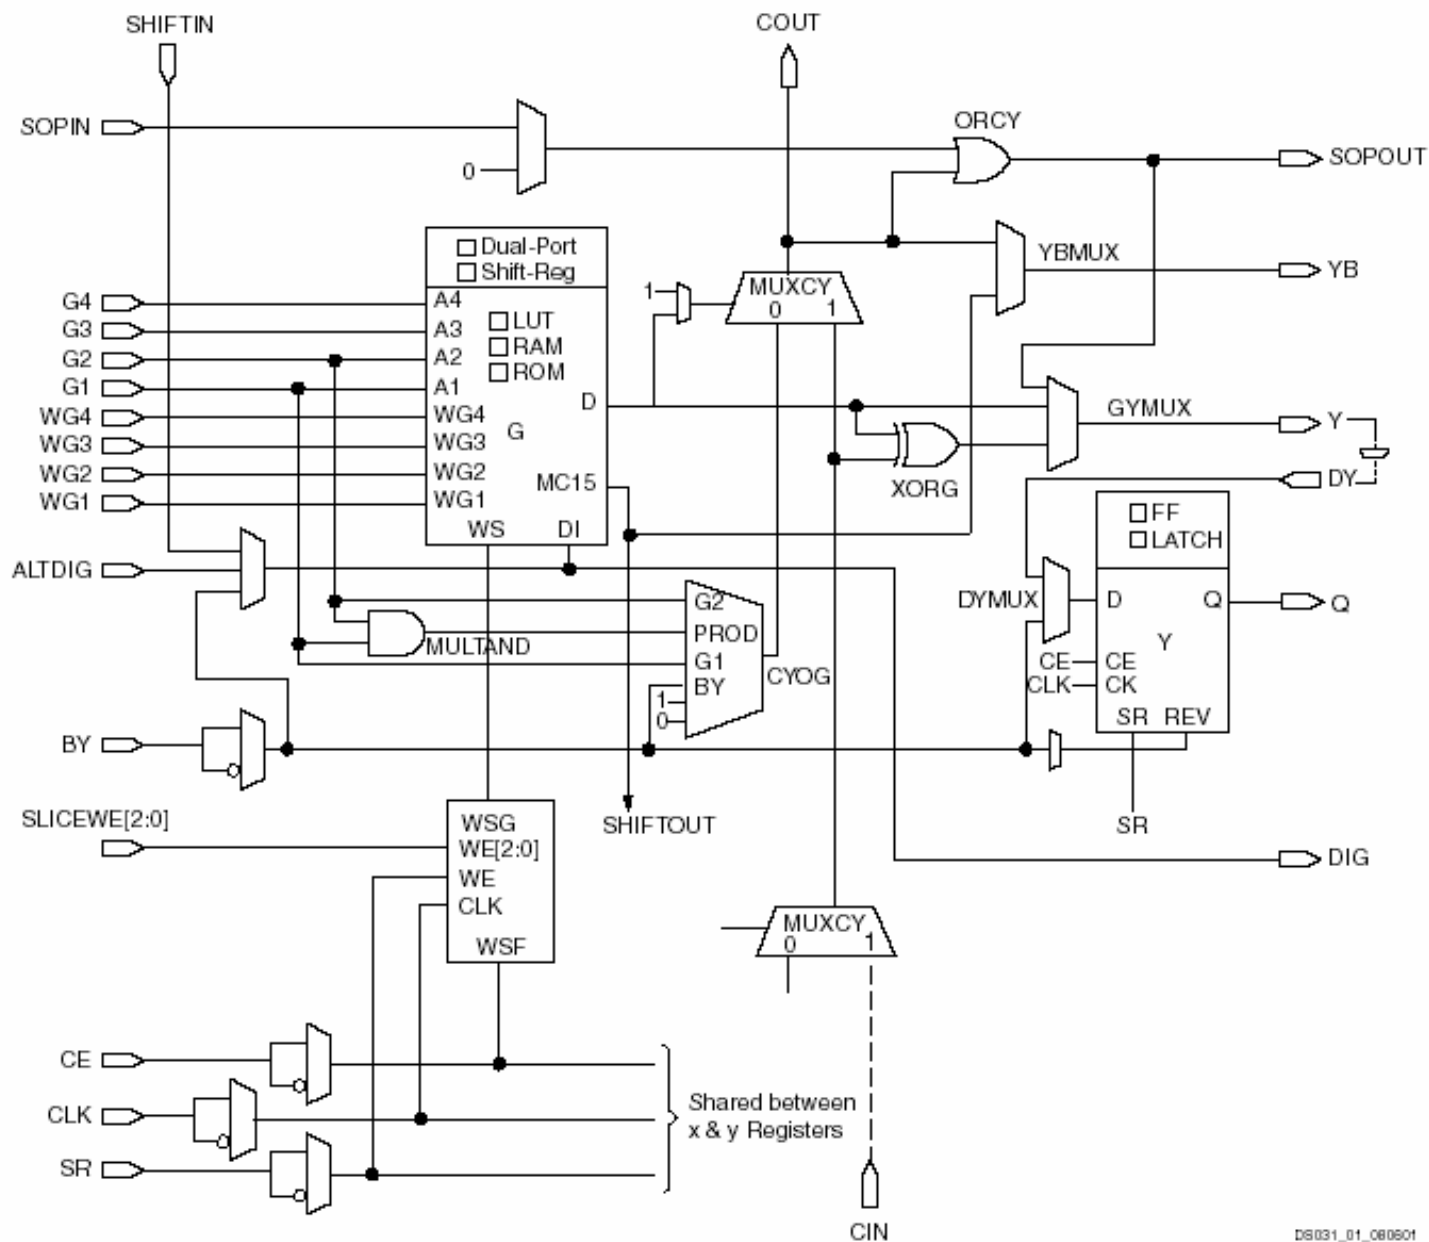 SHIFTIN
COUT
SOPIN
0
ORCY
SOPOUT
Dual-Port
Shift-Reg
YBMUX
YB
MUXCY
0 1
1
G4
G3
G2
G1
WG4
WG3
WG2
WG1
A4
A3
A2
A1
WG4
WG3
WG2
WG1
LUT
RAM
ROM
D
G
MC15
WS
DI
GYMUX
Y
XORG
DY
FF
LATCH
ALTDIG
DYMUX
D
Q
Q
Y
CE
CE
CLK
CK
SR REV
SR
MULTAND
G2
PROD
G1
BY
1
0
CYOG
BY
SLICEWE[2:0]
WSG
WE[2:0]
WE
CLK
WSF
SHIFTOUT
DIG
MUXCY
0 1
CE
CLK
SR
Shared between
x & y Registers
CIN
DS031_01_080601